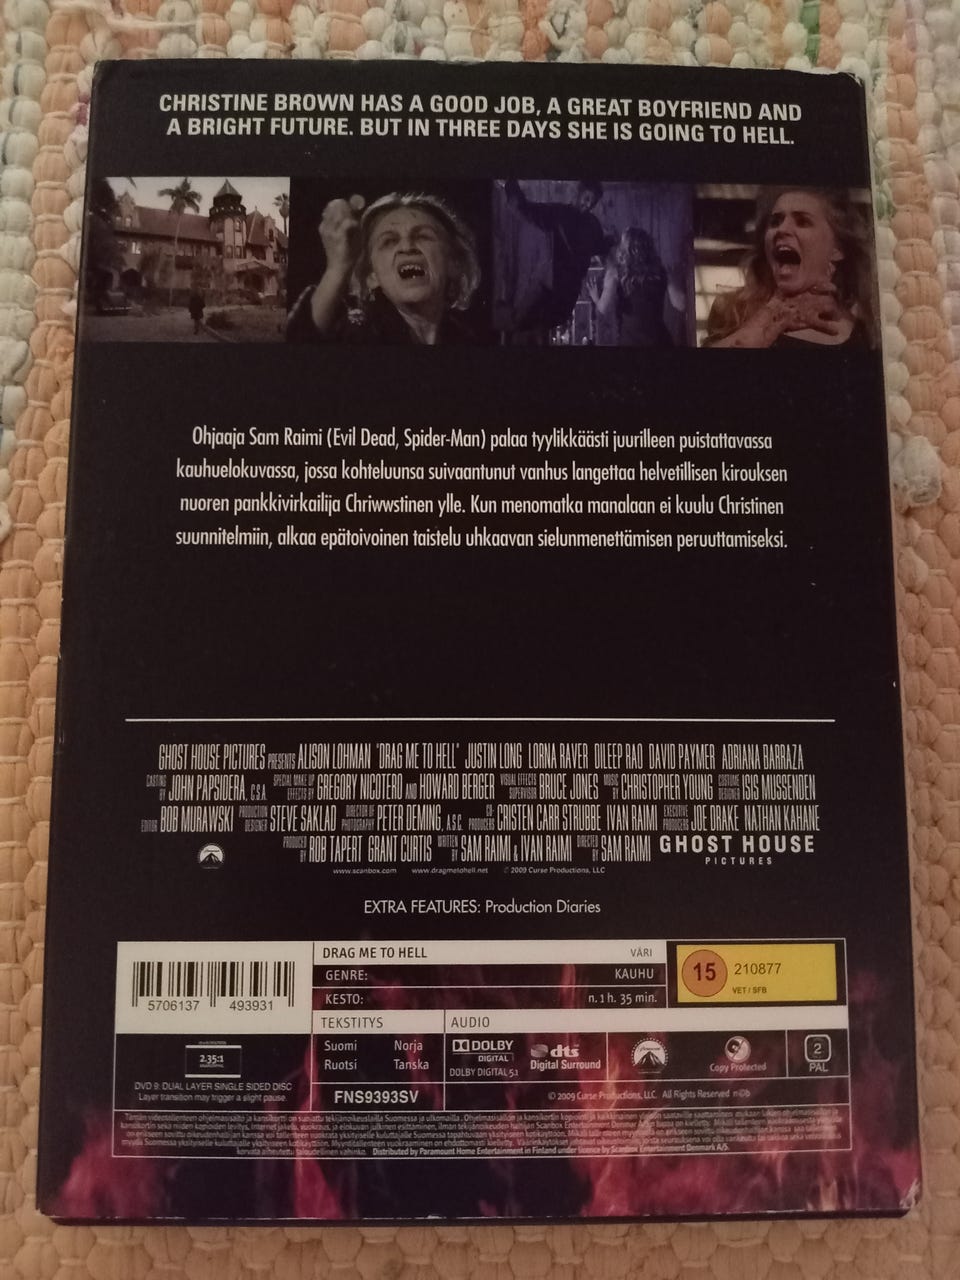 CHRISTINE BROWN HAS A GOOD JOB, A GREAT BOYFRIEND AND
A BRIGHT FUTURE. BUT IN THREE DAYS SHE IS GOING TO HELL.
Ohjaaja Sam Raimi (Evil Dead, Spider-Man) palaa tyylikkäästi juurilleen puistattavassa
kauhuelokuvassa, jossa kohteluunsa suivaantunut vanhus langettaa helvetillisen kirouksen
nuoren pankkivirkailija Chriwwstinen ylle. Kun menomatka manalaan ei kuulu Christinen
suunnitelmiin, alkaa epätoivoinen taistelu uhkaavan sielunmenettämisen peruuttamiseksi.
GHOST HOUSE PICTURES PRESENTS ALISON LOHMAN "DRAG ME TO HELL" JUSTIN LONG LORNA RAVER DILEEP RAO DAVID PAYMER ADRIANA BARRAZA
CASTING BY JOHN PAPSIDERA, C.S.A. SPECIAL MAKE UP EFFECTS BY GREGORY NICOTERO AND HOWARD BERGER VISUAL EFFECTS SUPERVISOR BRUCE JONES MUSIC BY CHRISTOPHER YOUNG COSTUME DESIGNER ISIS MUSSENDEN
EDITOR BOB MURAWSKI PRODUCTION DESIGNER STEVE SAKLAD DIRECTOR OF PHOTOGRAPHY PETER DEMING, A.S.C. CO-PRODUCERS CRISTEN CARR STRUBBE IVAN RAIMI EXECUTIVE PRODUCERS JOE DRAKE NATHAN KAHANE
PRODUCED BY ROB TAPERT GRANT CURTIS WRITTEN BY SAM RAIMI & IVAN RAIMI DIRECTED BY SAM RAIMI GHOST HOUSE
PICTURES
www.scanbox.com www.dragmetohell.net © 2009 Curse Productions, LLC
EXTRA FEATURES: Production Diaries
DRAG ME TO HELL VÄRI
GENRE: KAUHU
KESTO: n. 1 h. 35 min.
15 210877
VET / SFB
5706137 493931
TEKSTITYS AUDIO
Suomi Norja
Ruotsi Tanska
DOLBY
DIGITAL
DOLBY DIGITAL 5.1
dts
Digital Surround
Paramount
Copy Protected
2
PAL
2.35:1
DVD 9: DUAL LAYER SINGLE SIDED DISC
Layer transition may trigger a slight pause.
FNS9393SV
© 2009 Curse Productions, LLC. All Rights Reserved
Distributed by Paramount Home Entertainment in Finland under licence by Scanbox Entertainment Denmark A/S.